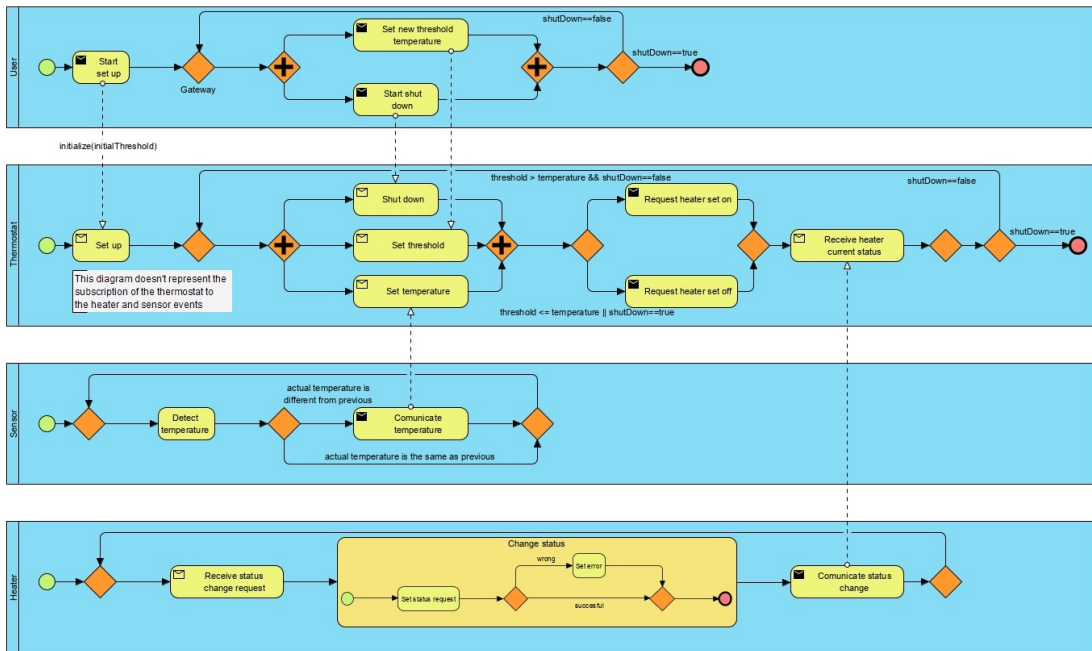 User
shutDown==false
Set new threshold
temperature
shutDown==true
Start
set up
Gateway
Start shut
down
initialize(initialThreshold)
Thermostat
threshold > temperature && shutDown==false
shutDown==false
Shut down
Request heater set on
shutDown==true
Set up
Set threshold
Receive heater
current status
This diagram doesn't represent the
subscription of the thermostat to
the heater and sensor events
Set temperature
Request heater set off
threshold <= temperature || shutDown==true
Sensor
actual temperature is
different from previous
Detect
temperature
Comunicate
temperature
actual temperature is the same as previous
Heater
Change status
wrong
Set error
Receive status
change request
Comunicate status
change
Set status request
succesful